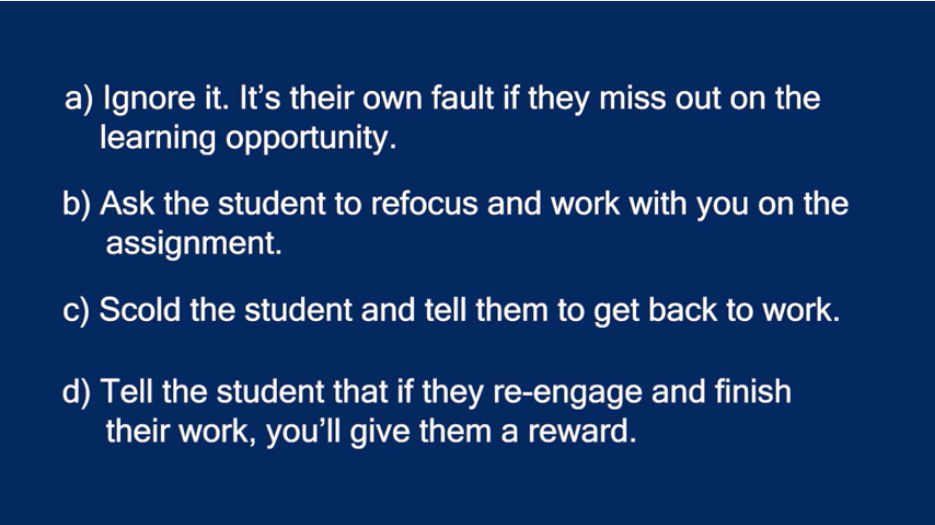 a) Ignore it. It’s their own fault if they miss out on the
learning opportunity.
b) Ask the student to refocus and work with you on the
assignment.
c) Scold the student and tell them to get back to work.
d) Tell the student that if they re-engage and finish
their work, you’ll give them a reward.